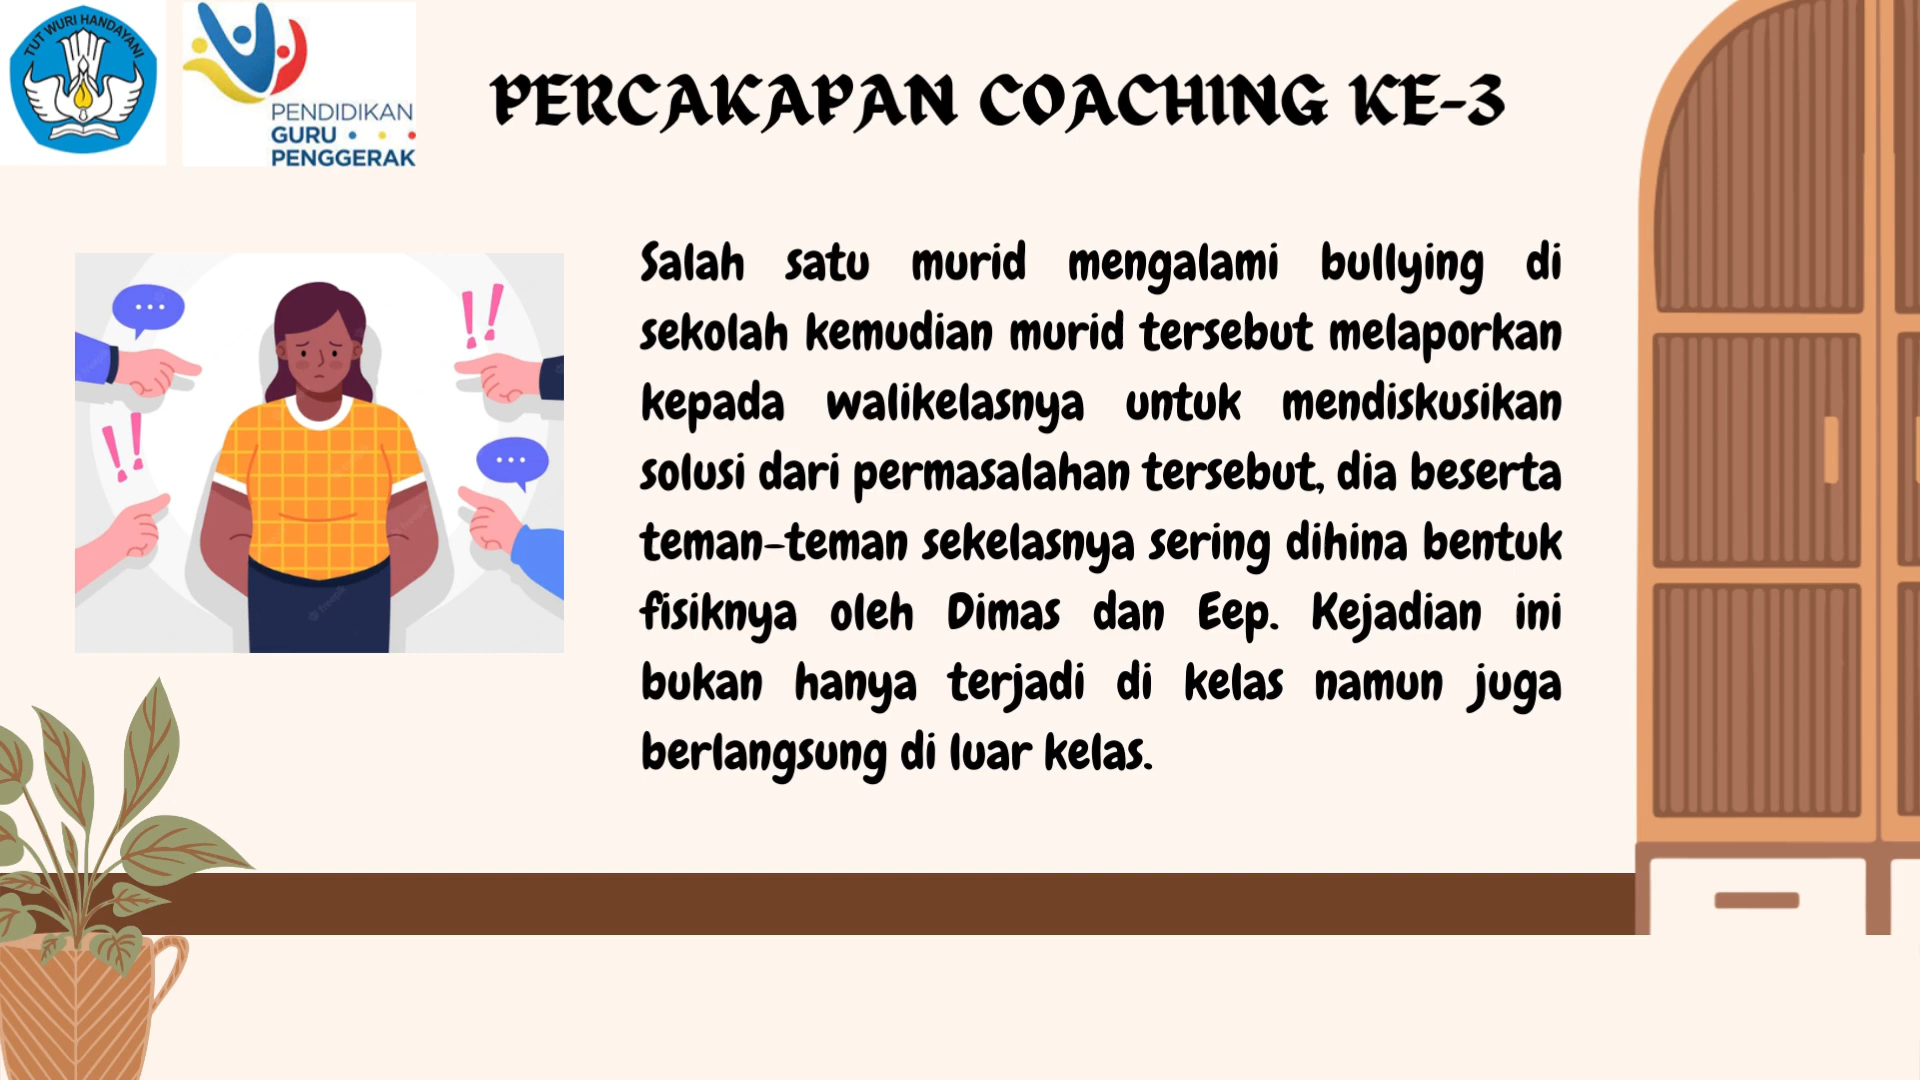 TUT WURI HANDAYANI
PENDIDIKAN
GURU
PENGGERAK
PERCAKAPAN COACHING KE-3
Salah satu murid mengalami bullying di
sekolah kemudian murid tersebut melaporkan
kepada walikelasnya untuk mendiskusikan
solusi dari permasalahan tersebut, dia beserta
teman-teman sekelasnya sering dihina bentuk
fisiknya oleh Dimas dan Eep. Kejadian ini
bukan hanya terjadi di kelas namun juga
berlangsung di luar kelas.